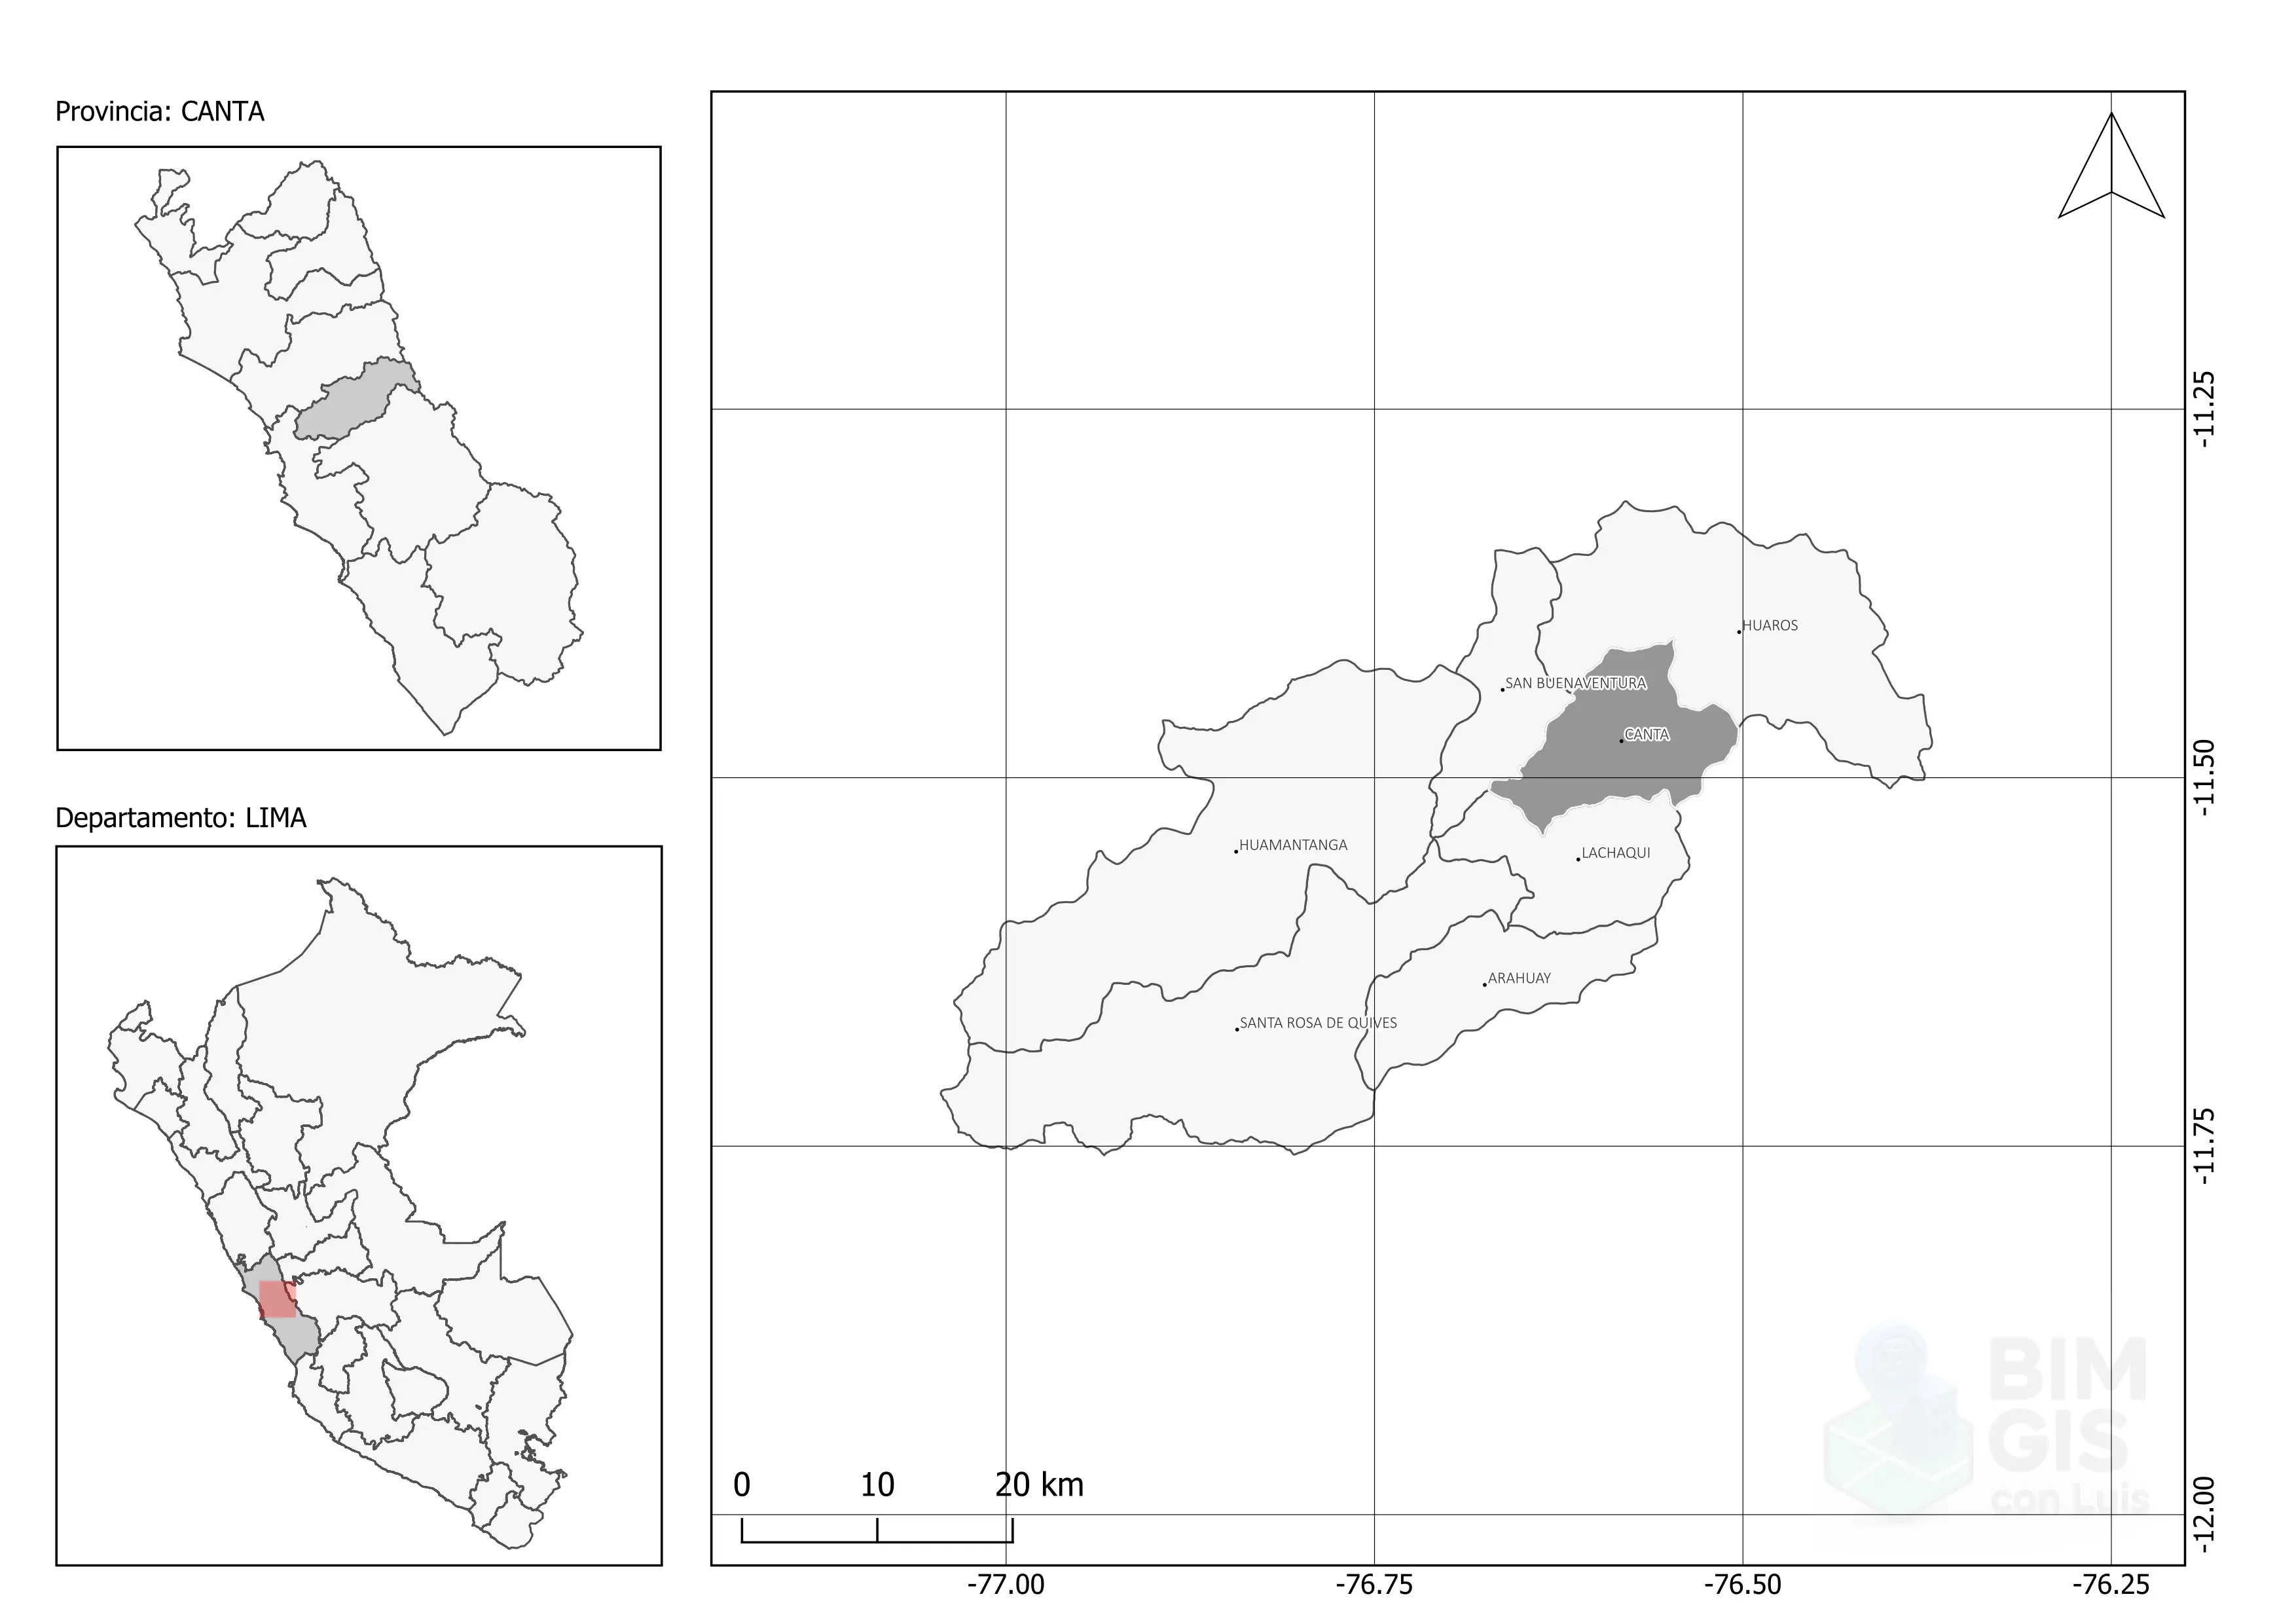 Provincia: CANTA
Departamento: LIMA
HUAROS
SAN BUENAVENTURA
CANTA
HUAMANTANGA
LACHAQUI
ARAHUAY
SANTA ROSA DE QUIVES
-11.25
-11.50
-11.75
-12.00
BIM
GIS
con Luis
0 10 20 km
-77.00 -76.75 -76.50 -76.25